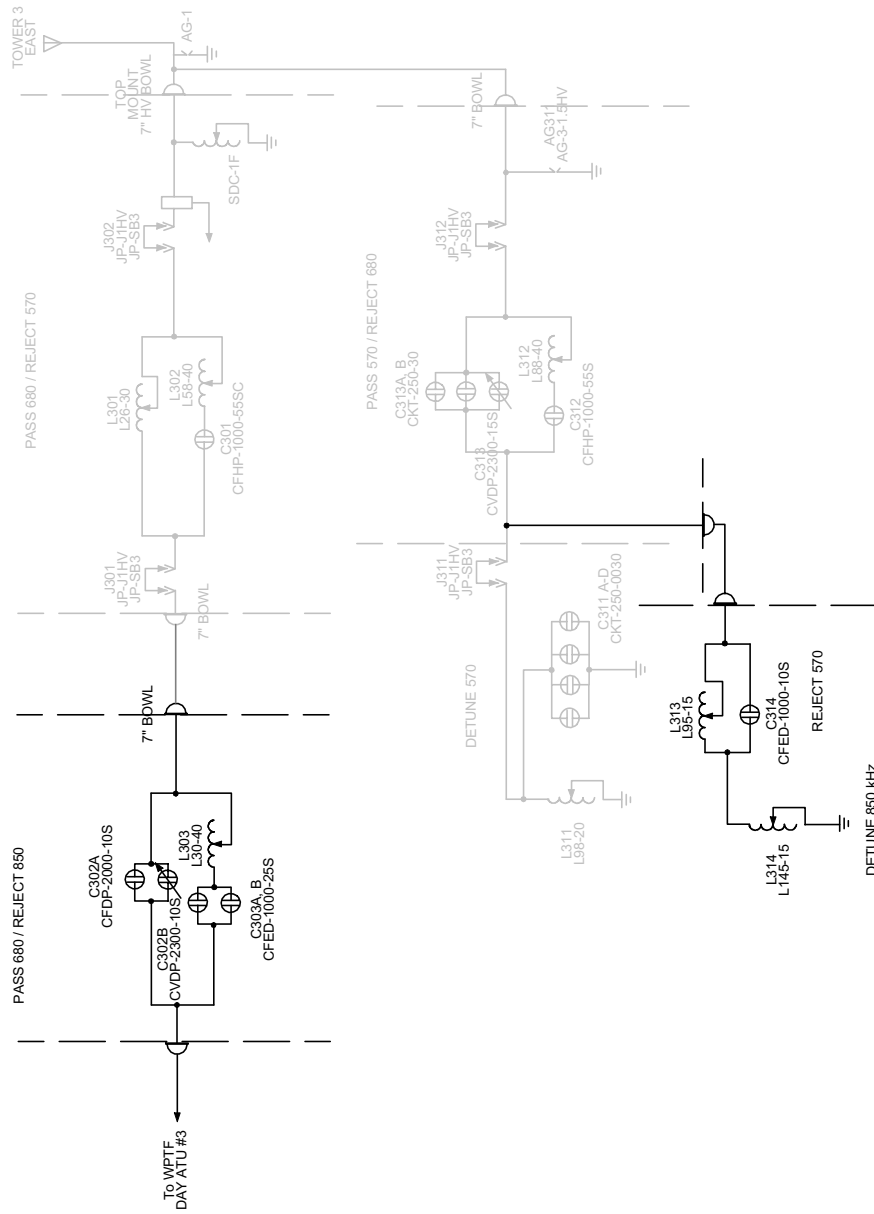 TOWER 3
EAST
AG-1
TOP
MOUNT
7" HV BOWL
SDC-1F
J302
JP-J1HV
JP-SB3
PASS 680 / REJECT 570
L301
L26-30
L302
L58-40
C301
CFHP-1000-55SC
J301
JP-J1HV
JP-SB3
7" BOWL
7" BOWL
PASS 680 / REJECT 850
C302A
CFDP-2000-10S
C302B
CVDP-2300-10S
L303
L30-40
C303A, B
CFED-1000-25S
To WPTF
DAY ATU #3
7" BOWL
AG311
AG-3-1.5HV
J312
JP-J1HV
JP-SB3
PASS 570 / REJECT 680
C313A, B
CKT-250-30
C313
CVDP-2300-15S
L312
L88-40
C312
CFHP-1000-55S
J311
JP-J1HV
JP-SB3
C311 A-D
CKT-250-0030
DETUNE 570
L311
L98-20
L313
L95-15
C314
CFED-1000-10S
REJECT 570
L314
L145-15
DETUNE 850 kHz